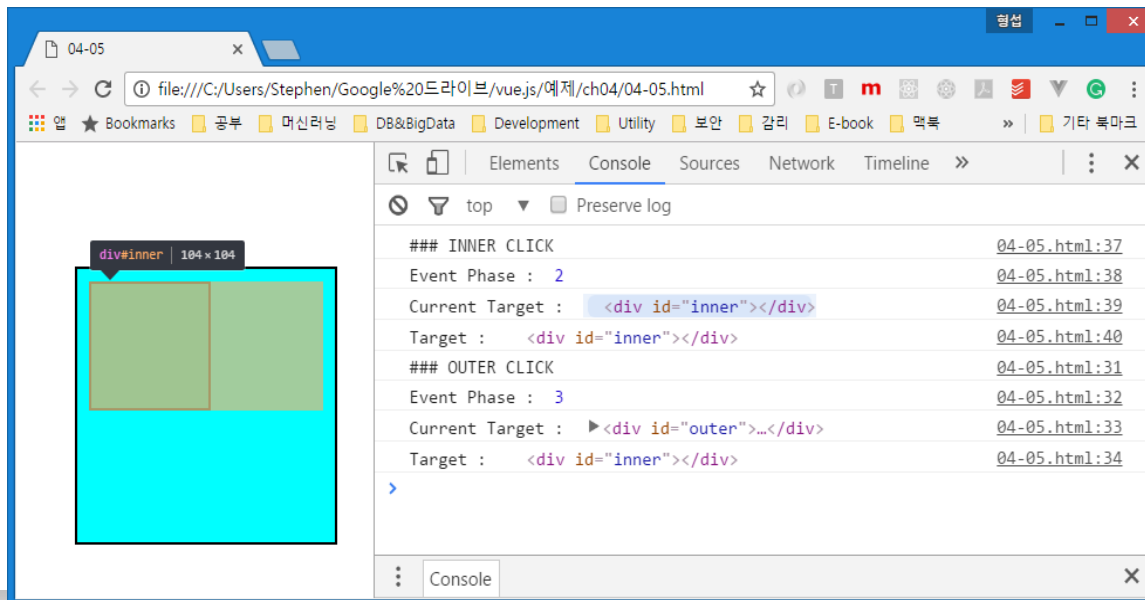 형섭
04-05
file:///C:/Users/Stephen/Google%20드라이브/vue.js/예제/ch04/04-05.html
앱 Bookmarks 공부 머신러닝 DB&BigData Development Utility 보안 감리 E-book 맥북 » 기타 북마크
Elements Console Sources Network Timeline »
top Preserve log
### INNER CLICK 04-05.html:37
Event Phase : 2 04-05.html:38
Current Target : <div id="inner"></div> 04-05.html:39
Target : <div id="inner"></div> 04-05.html:40
### OUTER CLICK 04-05.html:31
Event Phase : 3 04-05.html:32
Current Target : ▶<div id="outer">…</div> 04-05.html:33
Target : <div id="inner"></div> 04-05.html:34
div#inner 104×104
Console